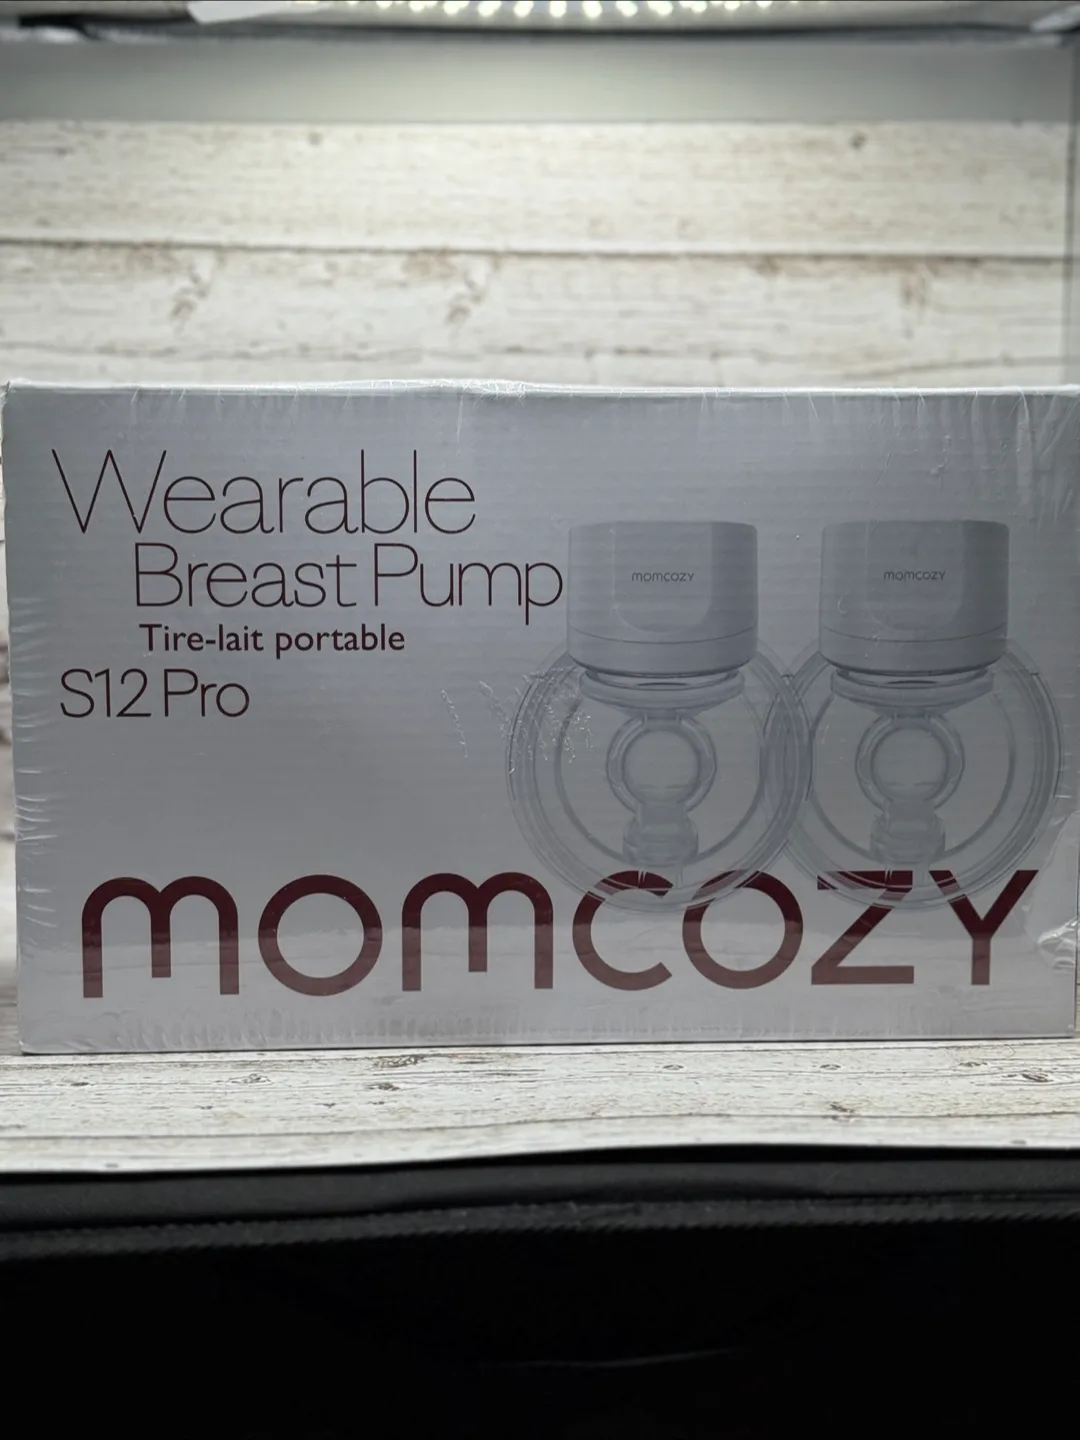 Wearable
Breast Pump
Tire-lait portable
S12 Pro
momcozy
momcozy
momcozy